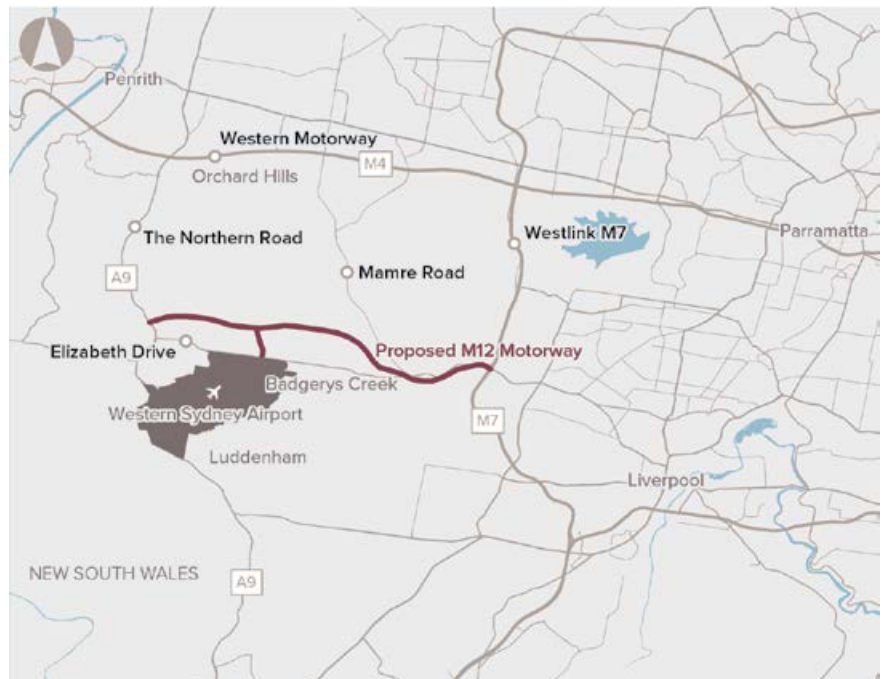 Penrith
Western Motorway
M4
Orchard Hills
The Northern Road
Westlink M7
Parramatta
A9
Mamre Road
Elizabeth Drive
Proposed M12 Motorway
Badgerys Creek
Western Sydney Airport
M7
Luddenham
Liverpool
NEW SOUTH WALES
A9